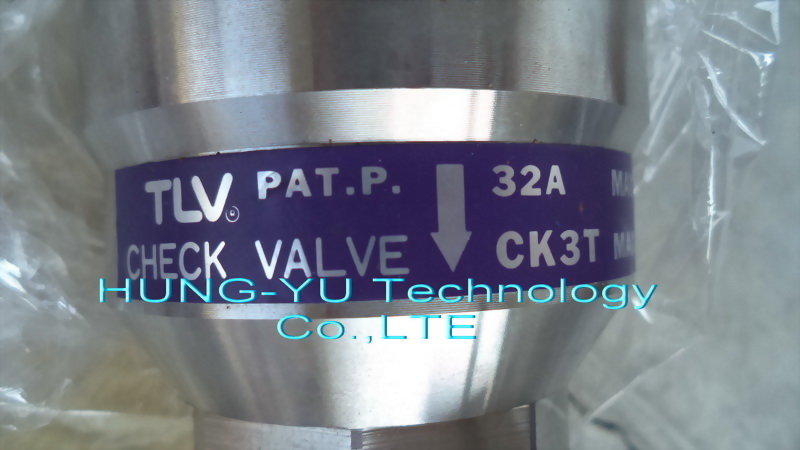 TLV® PAT.P. 32A
CHECK VALVE CK3T
HUNG-YU Technology
Co.,LTE